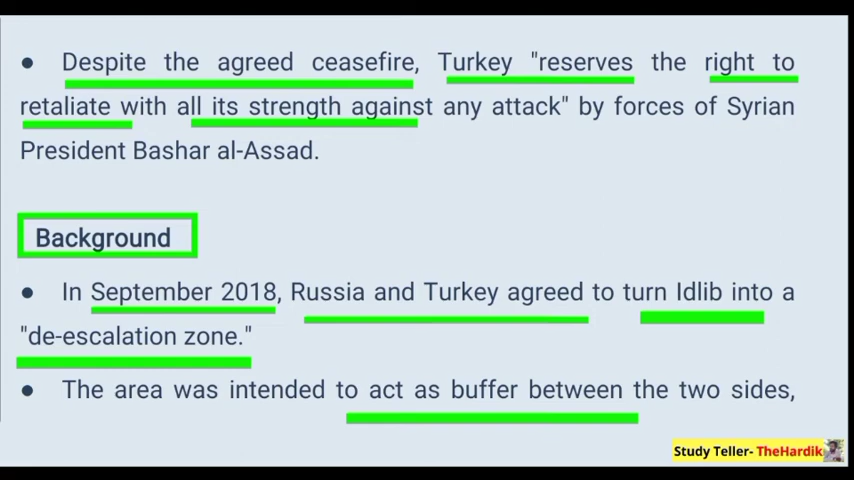 ● Despite the agreed ceasefire, Turkey "reserves the right to
retaliate with all its strength against any attack" by forces of Syrian
President Bashar al-Assad.
Background
● In September 2018, Russia and Turkey agreed to turn Idlib into a
"de-escalation zone."
● The area was intended to act as buffer between the two sides,
Study Teller- TheHardik